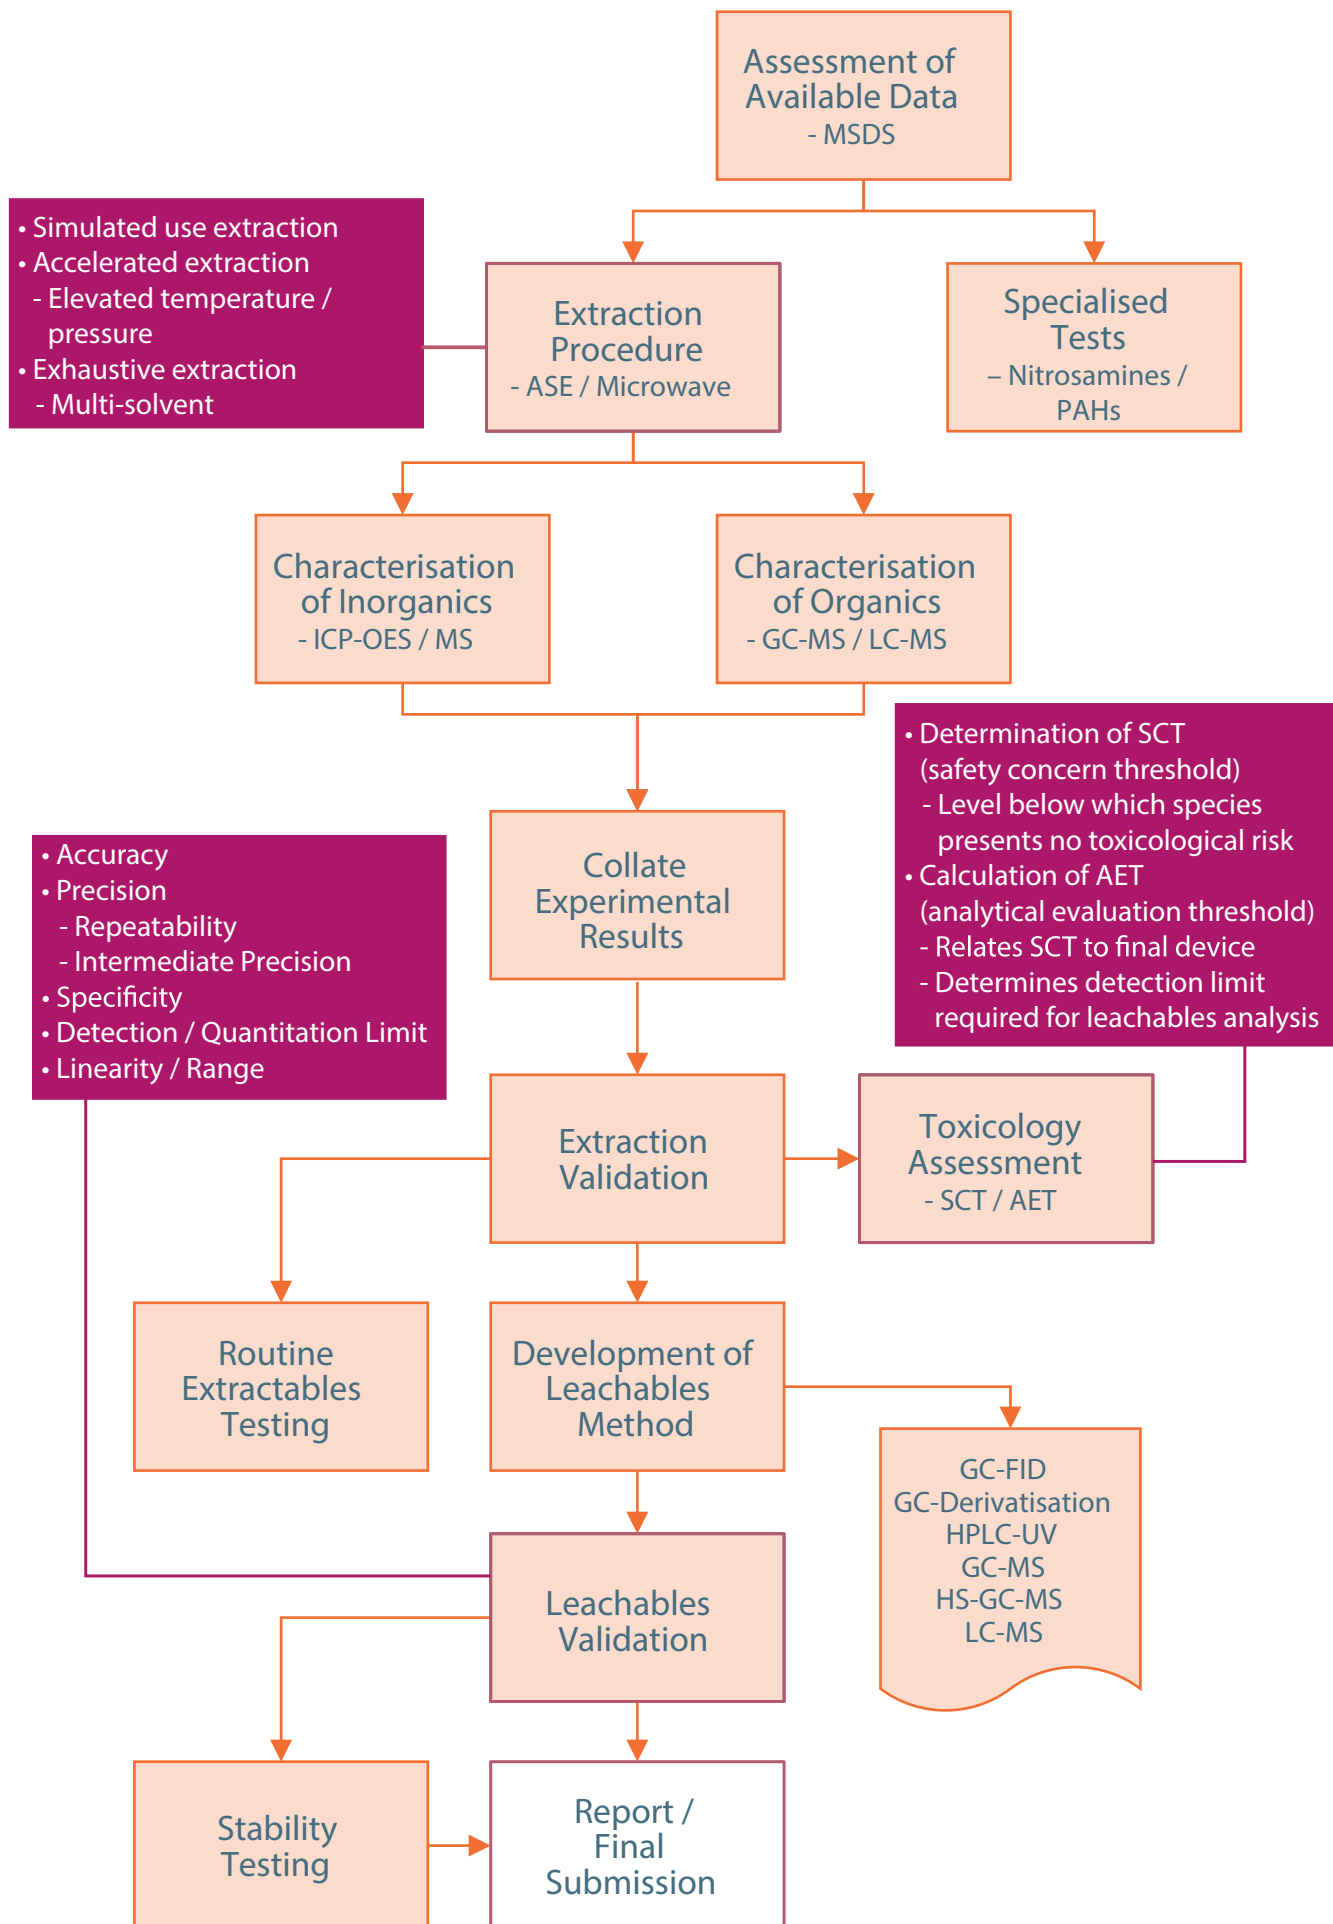 Assessment of
Available Data
- MSDS
• Simulated use extraction
• Accelerated extraction
- Elevated temperature /
pressure
• Exhaustive extraction
- Multi-solvent
Extraction
Procedure
- ASE / Microwave
Specialised
Tests
– Nitrosamines /
PAHs
Characterisation
of Inorganics
- ICP-OES / MS
Characterisation
of Organics
- GC-MS / LC-MS
• Determination of SCT
(safety concern threshold)
- Level below which species
presents no toxicological risk
• Calculation of AET
(analytical evaluation threshold)
- Relates SCT to final device
- Determines detection limit
required for leachables analysis
Collate
Experimental
Results
• Accuracy
• Precision
- Repeatability
- Intermediate Precision
• Specificity
• Detection / Quantitation Limit
• Linearity / Range
Extraction
Validation
Toxicology
Assessment
- SCT / AET
Routine
Extractables
Testing
Development of
Leachables
Method
GC-FID
GC-Derivatisation
HPLC-UV
GC-MS
HS-GC-MS
LC-MS
Leachables
Validation
Stability
Testing
Report /
Final
Submission